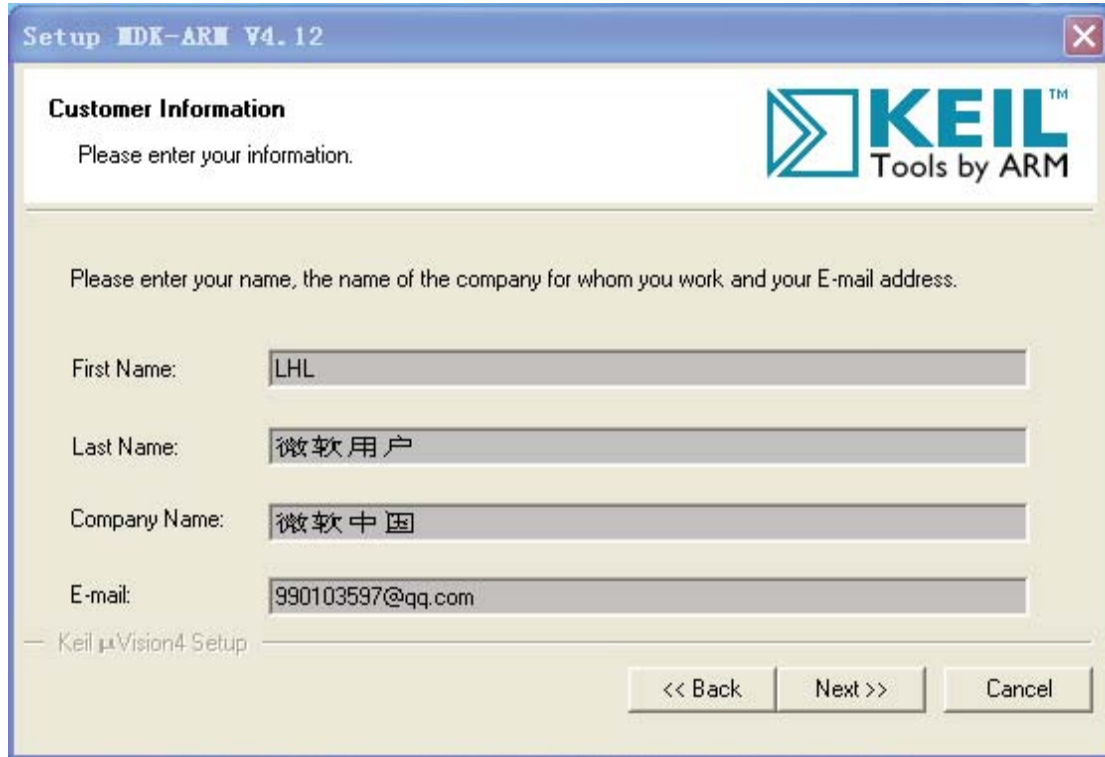 Setup MDK-ARM V4.12
Customer Information
Please enter your information.
KEIL™
Tools by ARM
Please enter your name, the name of the company for whom you work and your E-mail address.
First Name: LHL
Last Name: 微软用户
Company Name: 微软中国
E-mail: 990103597@qq.com
Keil µVision4 Setup
<< Back Next >> Cancel